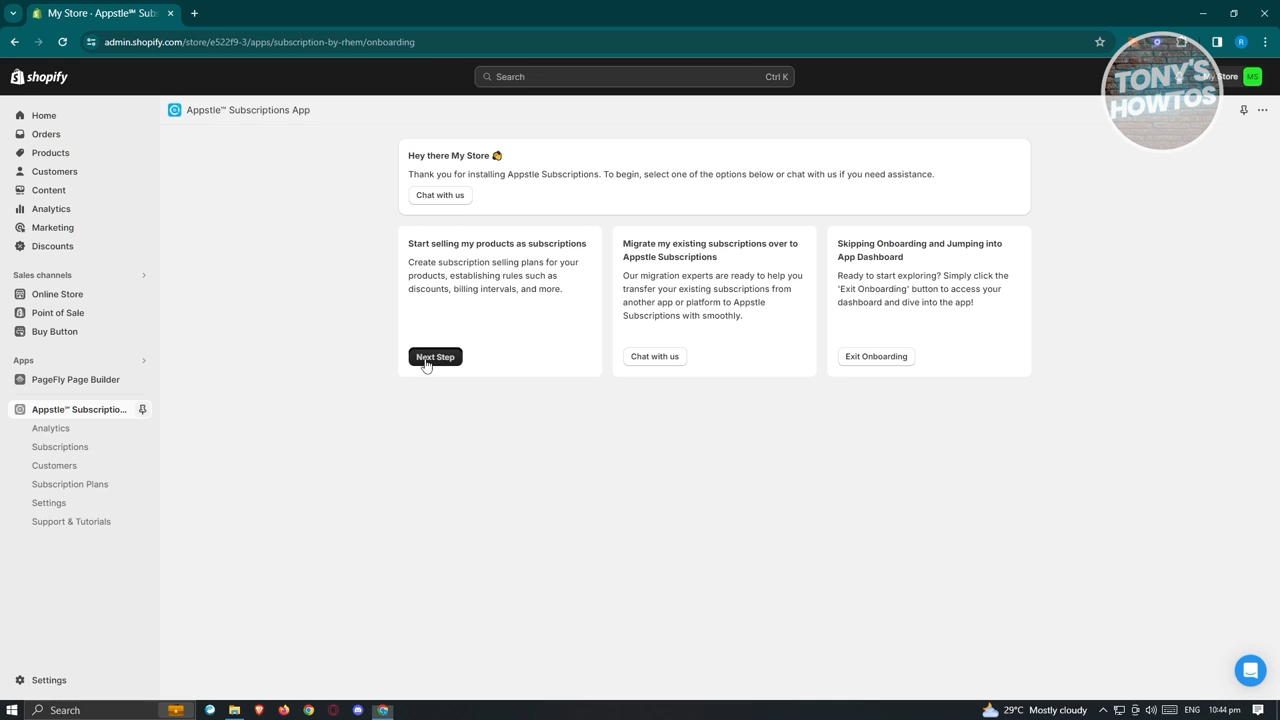 My Store · Appstle℠ Sub
admin.shopify.com/store/e522f9-3/apps/subscription-by-rhem/onboarding
R
shopify
Search
Ctrl K
My Store
MS
TONY'S
HOWTOS
Home
Orders
Products
Customers
Content
Analytics
Marketing
Discounts
Sales channels
Online Store
Point of Sale
Buy Button
Apps
PageFly Page Builder
Appstle℠ Subscriptio...
Analytics
Subscriptions
Customers
Subscription Plans
Settings
Support & Tutorials
Settings
Appstle℠ Subscriptions App
Hey there My Store
Thank you for installing Appstle Subscriptions. To begin, select one of the options below or chat with us if you need assistance.
Chat with us
Start selling my products as subscriptions
Create subscription selling plans for your
products, establishing rules such as
discounts, billing intervals, and more.
Next Step
Migrate my existing subscriptions over to
Appstle Subscriptions
Our migration experts are ready to help you
transfer your existing subscriptions from
another app or platform to Appstle
Subscriptions with smoothly.
Chat with us
Skipping Onboarding and Jumping into
App Dashboard
Ready to start exploring? Simply click the
'Exit Onboarding' button to access your
dashboard and dive into the app!
Exit Onboarding
Search
29°C Mostly cloudy
ENG
10:44 pm